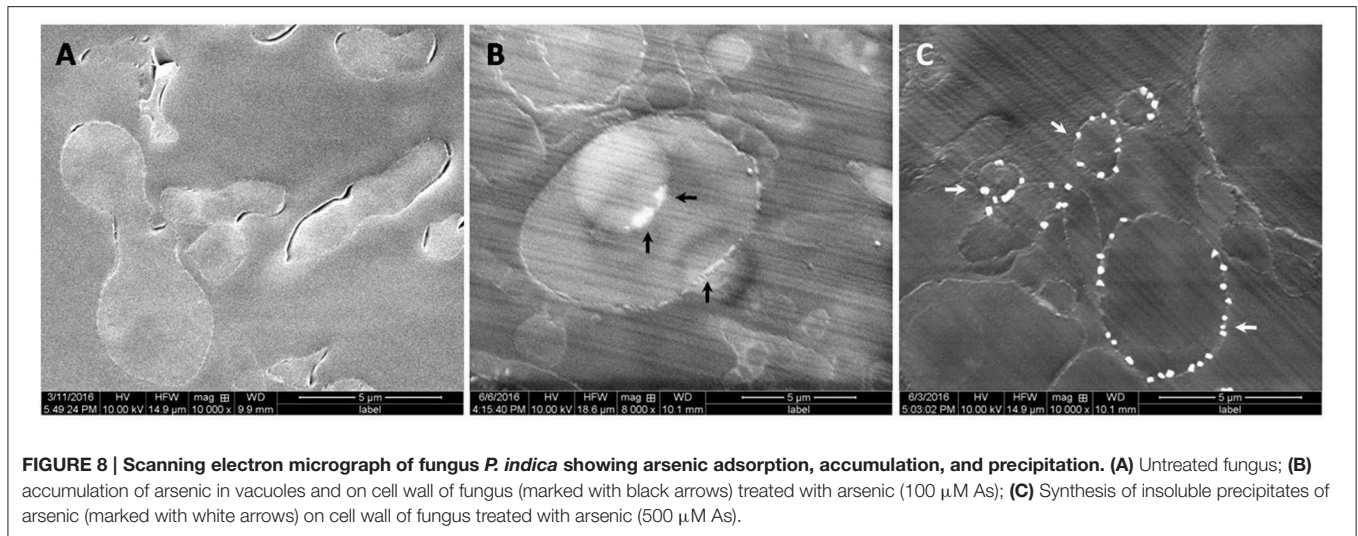 A
B
C
3/11/2016 HV HFW mag ⊞ WD 5 µm
5:49:24 PM 10.00 kV 14.9 µm 10 000 x 9.9 mm label
6/6/2016 HV HFW mag ⊞ WD 5 µm
4:15:40 PM 10.00 kV 18.6 µm 8 000 x 10.1 mm label
6/3/2016 HV HFW mag ⊞ WD 5 µm
5:03:02 PM 10.00 kV 14.9 µm 10 000 x 10.1 mm label
FIGURE 8 | Scanning electron micrograph of fungus P. indica showing arsenic adsorption, accumulation, and precipitation. (A) Untreated fungus; (B)
accumulation of arsenic in vacuoles and on cell wall of fungus (marked with black arrows) treated with arsenic (100 µM As); (C) Synthesis of insoluble precipitates of
arsenic (marked with white arrows) on cell wall of fungus treated with arsenic (500 µM As).